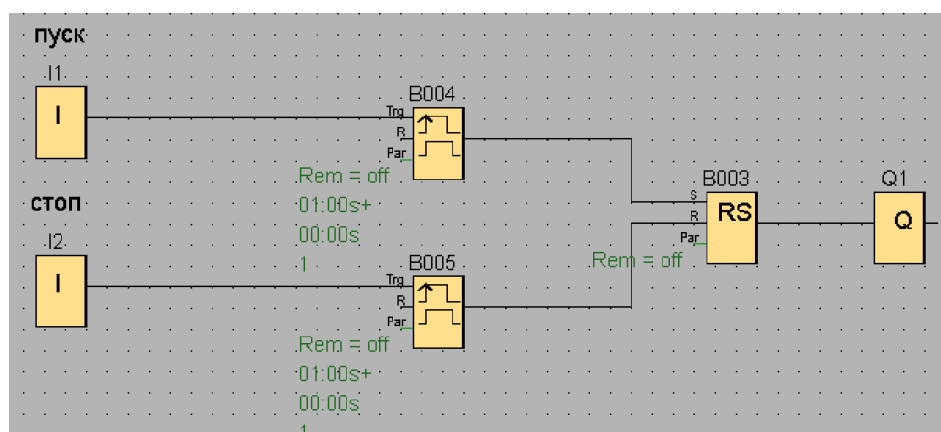 пуск
I1
I
B004
Trg
R
Par
Rem = off
01:00s+
00:00s
1
B003
S
R
RS
Par
Rem = off
Q1
Q
стоп
I2
I
B005
Trg
R
Par
Rem = off
01:00s+
00:00s
1